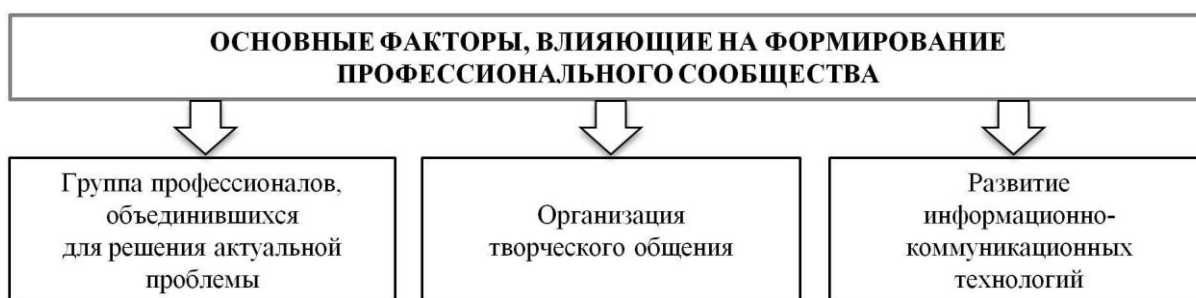 ОСНОВНЫЕ ФАКТОРЫ, ВЛИЯЮЩИЕ НА ФОРМИРОВАНИЕ
ПРОФЕССИОНАЛЬНОГО СООБЩЕСТВА
Группа профессионалов,
объединившихся
для решения актуальной
проблемы
Организация
творческого общения
Развитие
информационно-
коммуникационных
технологий